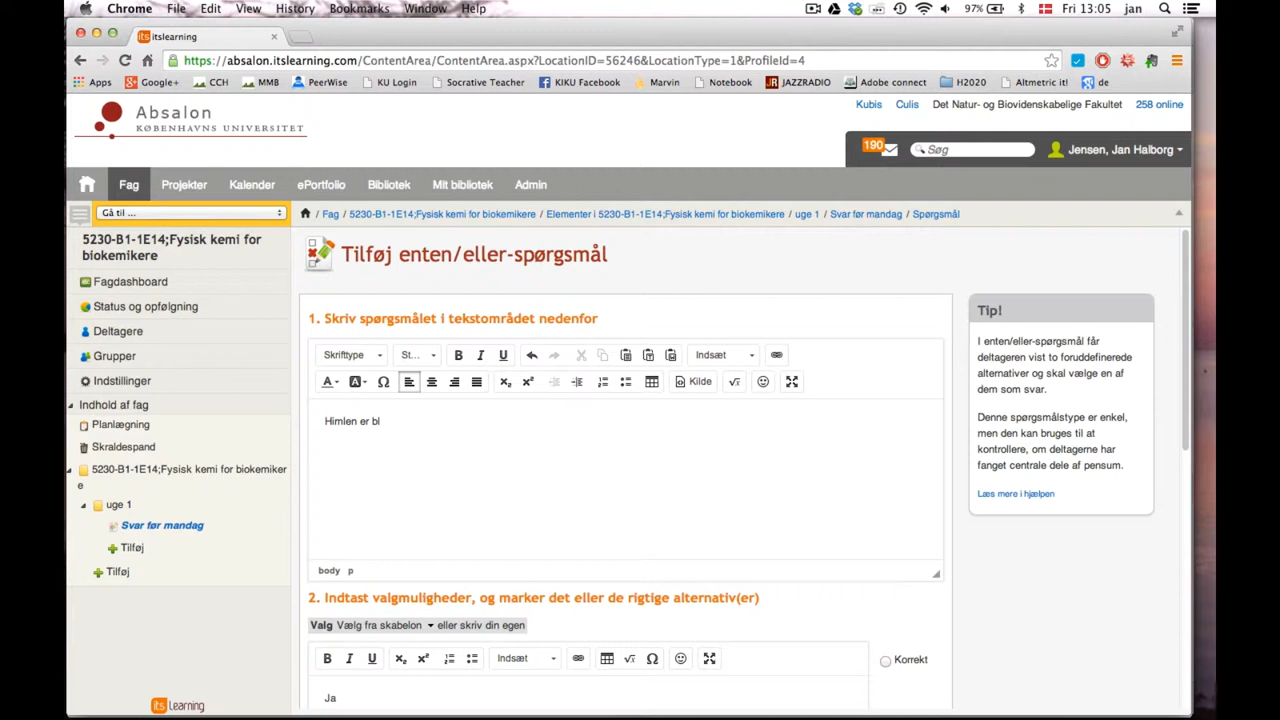 Chrome File Edit View History Bookmarks Window Help 97% Fri 13:05 jan
itslearning
https://absalon.itslearning.com/ContentArea/ContentArea.aspx?LocationID=56246&LocationType=1&ProfileId=4
Apps Google+ CCH MMB PeerWise KU Login Socrative Teacher KIKU Facebook Marvin Notebook JAZZRADIO Adobe connect H2020 Altmetric it! de
Absalon
KØBENHAVNS UNIVERSITET
Kubis Culis Det Natur- og Biovidenskabelige Fakultet 258 online
190 Søg Jensen, Jan Halborg
Fag Projekter Kalender ePortfolio Bibliotek Mit bibliotek Admin
Gå til ...
/ Fag / 5230-B1-1E14;Fysisk kemi for biokemikere / Elementer i 5230-B1-1E14;Fysisk kemi for biokemikere / uge 1 / Svar før mandag / Spørgsmål
5230-B1-1E14;Fysisk kemi for
biokemikere
Fagdashboard
Status og opfølgning
Deltagere
Grupper
Indstillinger
Indhold af fag
Planlægning
Skraldespand
5230-B1-1E14;Fysisk kemi for biokemiker
e
uge 1
Svar før mandag
Tilføj
Tilføj
its learning
Tilføj enten/eller-spørgsmål
1. Skriv spørgsmålet i tekstområdet nedenfor
Skrifttype St... B I U Indsæt
A A Ω x₂ x² Kilde √x
Himlen er bl
body p
2. Indtast valgmuligheder, og marker det eller de rigtige alternativ(er)
Valg Vælg fra skabelon eller skriv din egen
B I U x₂ x² Indsæt √x Ω
Korrekt
Ja
Tip!
I enten/eller-spørgsmål får
deltageren vist to foruddefinerede
alternativer og skal vælge en af
dem som svar.
Denne spørgsmålstype er enkel,
men den kan bruges til at
kontrollere, om deltagerne har
fanget centrale dele af pensum.
Læs mere i hjælpen